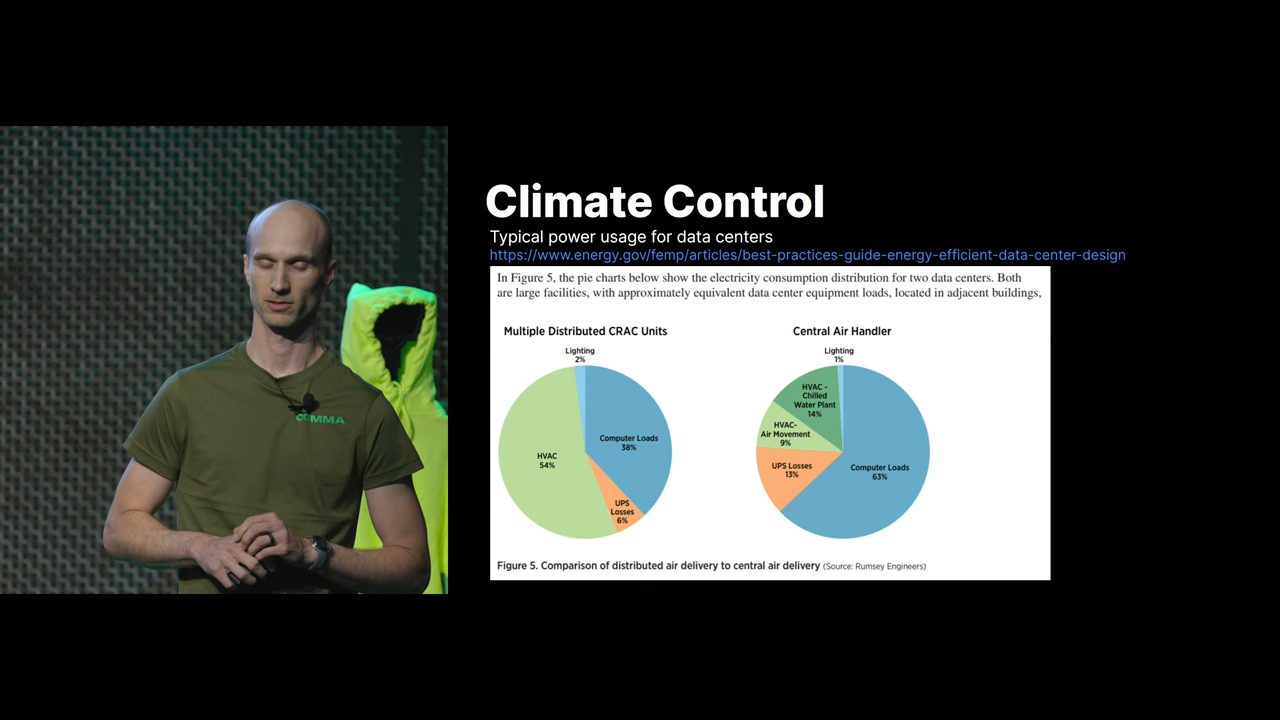 COMMA
Climate Control
Typical power usage for data centers
https://www.energy.gov/femp/articles/best-practices-guide-energy-efficient-data-center-design
In Figure 5, the pie charts below show the electricity consumption distribution for two data centers. Both
are large facilities, with approximately equivalent data center equipment loads, located in adjacent buildings,
Multiple Distributed CRAC Units
Lighting
2%
Computer Loads
38%
HVAC
54%
UPS
Losses
6%
Central Air Handler
Lighting
1%
HVAC -
Chilled
Water Plant
14%
HVAC-
Air Movement
9%
UPS Losses
13%
Computer Loads
63%
Figure 5. Comparison of distributed air delivery to central air delivery (Source: Rumsey Engineers)